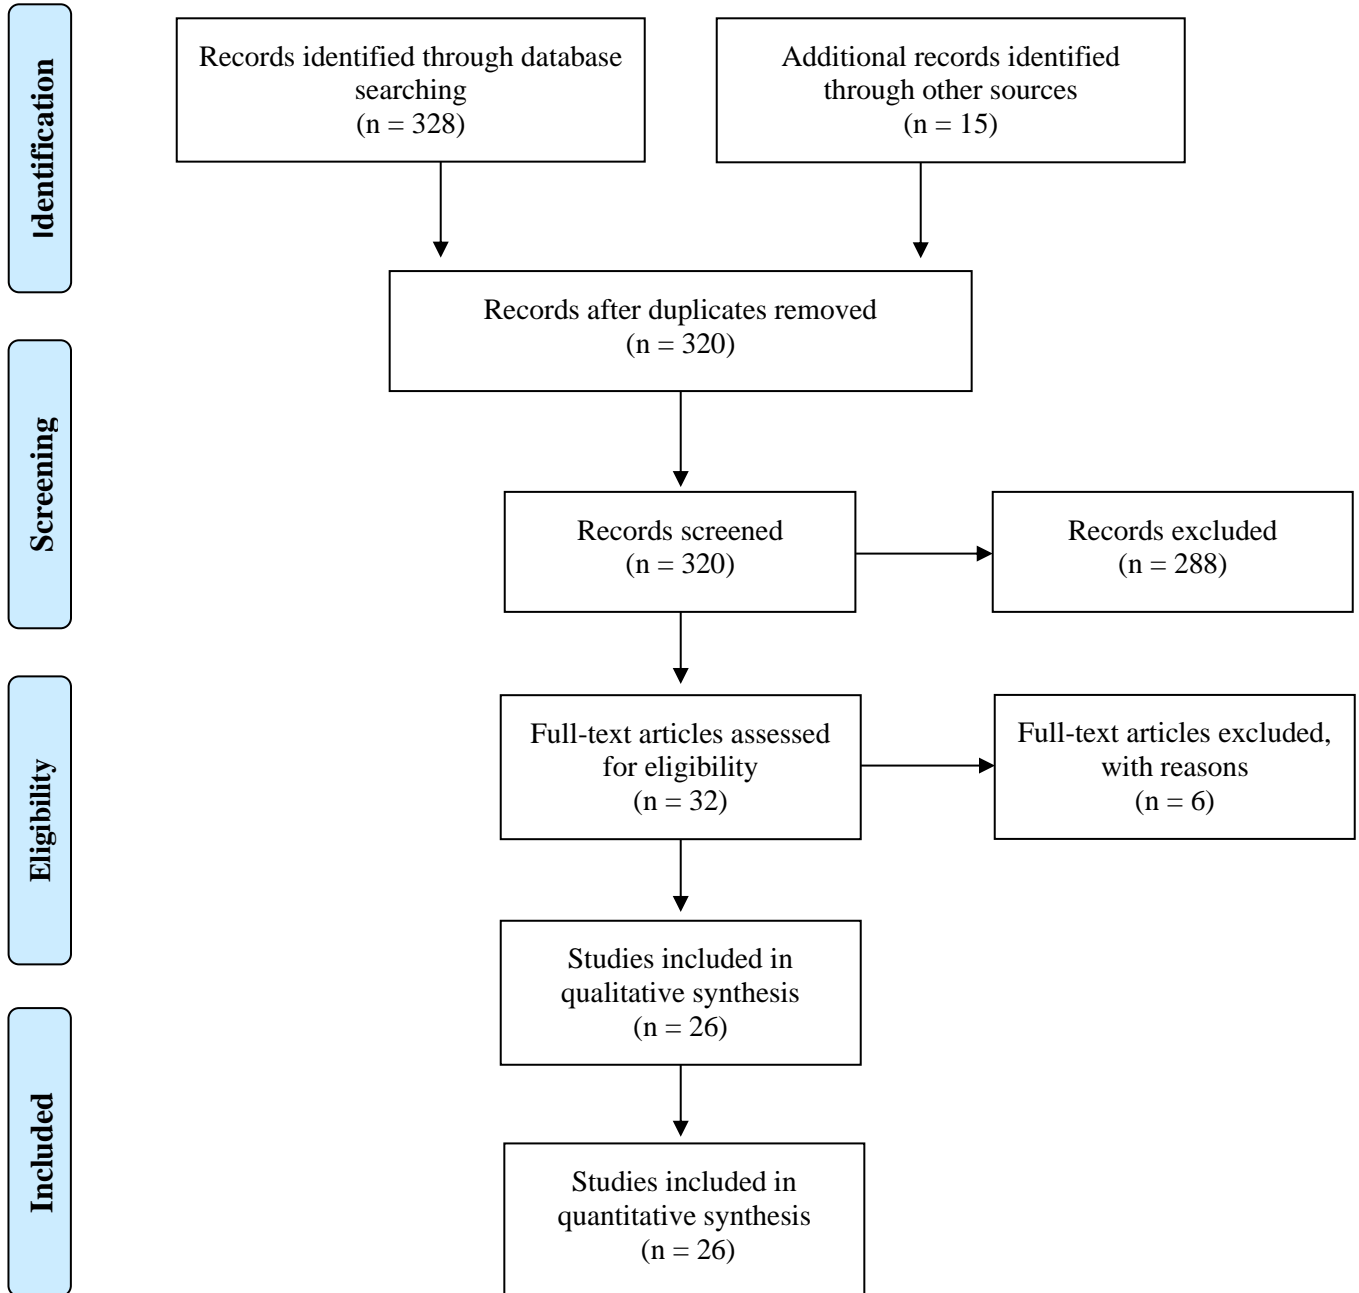 Identification
Records identified through database
searching
(n = 328)
Additional records identified
through other sources
(n = 15)
Records after duplicates removed
(n = 320)
Screening
Records screened
(n = 320)
Records excluded
(n = 288)
Eligibility
Full-text articles assessed
for eligibility
(n = 32)
Full-text articles excluded,
with reasons
(n = 6)
Studies included in
qualitative synthesis
(n = 26)
Included
Studies included in
quantitative synthesis
(n = 26)